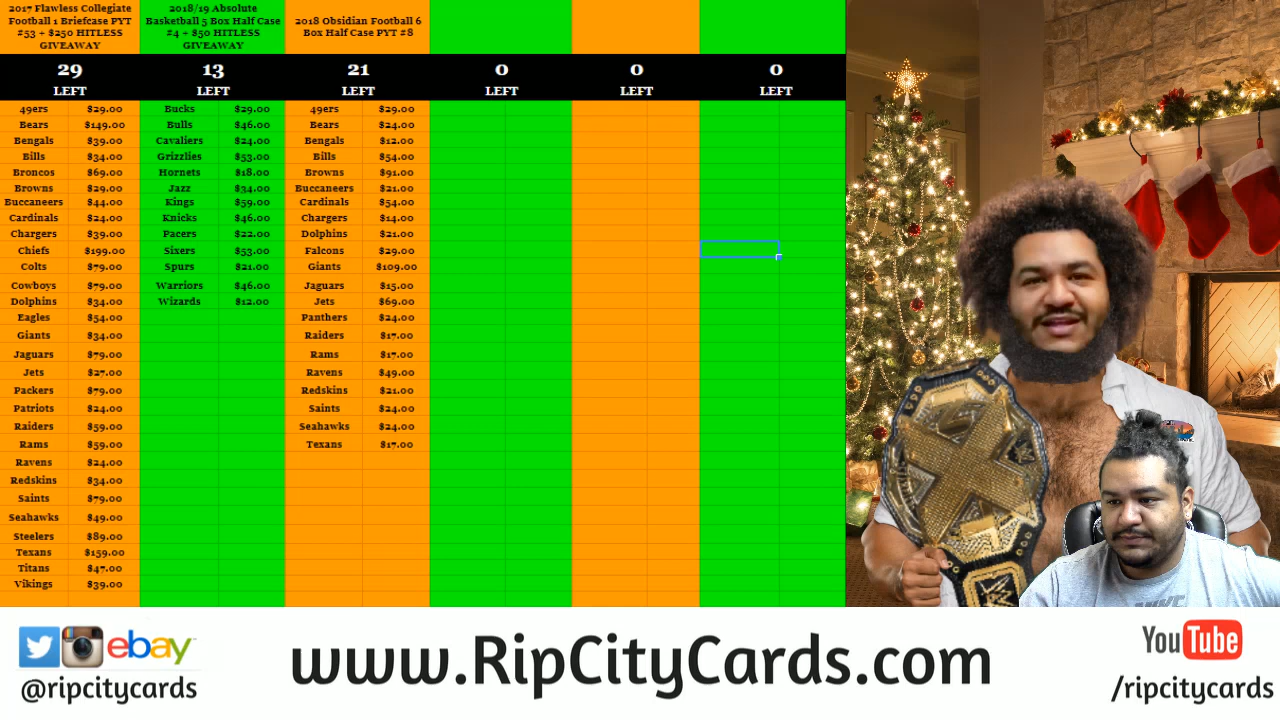 2017 Flawless Collegiate
Football 1 Briefcase PYT
#53 + $250 HITLESS
GIVEAWAY
29
LEFT
49ers $29.00
Bears $149.00
Bengals $39.00
Bills $34.00
Broncos $69.00
Browns $29.00
Buccaneers $44.00
Cardinals $24.00
Chargers $39.00
Chiefs $199.00
Colts $79.00
Cowboys $79.00
Dolphins $34.00
Eagles $54.00
Giants $34.00
Jaguars $79.00
Jets $27.00
Packers $79.00
Patriots $24.00
Raiders $59.00
Rams $59.00
Ravens $24.00
Redskins $34.00
Saints $79.00
Seahawks $49.00
Steelers $89.00
Texans $159.00
Titans $47.00
Vikings $39.00
2018/19 Absolute
Basketball 5 Box Half Case
#4 + $50 HITLESS
GIVEAWAY
13
LEFT
Bucks $29.00
Bulls $46.00
Cavaliers $24.00
Grizzlies $53.00
Hornets $18.00
Jazz $34.00
Kings $59.00
Knicks $46.00
Pacers $22.00
Sixers $53.00
Spurs $21.00
Warriors $46.00
Wizards $12.00
2018 Obsidian Football 6
Box Half Case PYT #8
21
LEFT
49ers $29.00
Bears $24.00
Bengals $12.00
Bills $54.00
Browns $91.00
Buccaneers $21.00
Cardinals $54.00
Chargers $14.00
Dolphins $21.00
Falcons $29.00
Giants $109.00
Jaguars $15.00
Jets $69.00
Panthers $24.00
Raiders $17.00
Rams $17.00
Ravens $49.00
Redskins $21.00
Saints $24.00
Seahawks $24.00
Texans $17.00
0
LEFT
0
LEFT
0
LEFT
ebay
@ripcitycards
www.RipCityCards.com
YouTube
/ripcitycards